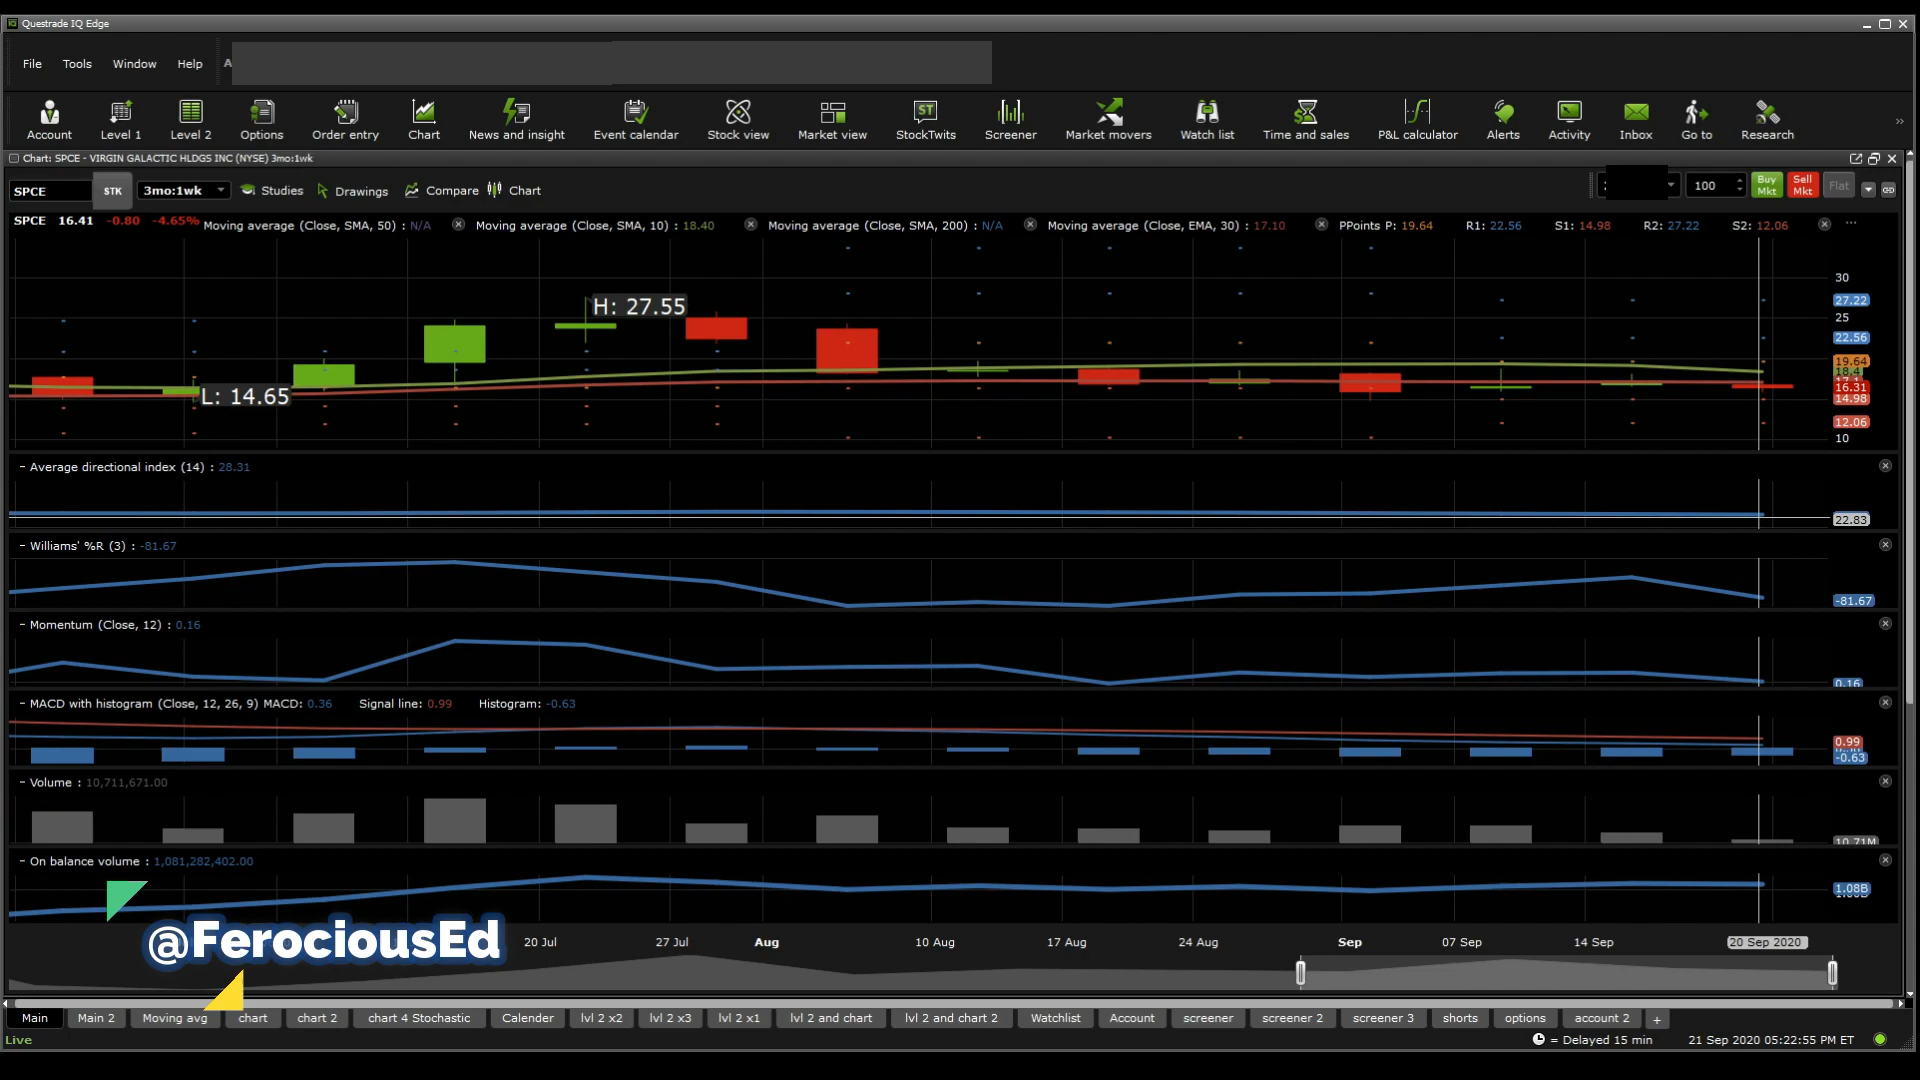 Questrade IQ Edge
File Tools Window Help A
Account Level 1 Level 2 Options Order entry Chart News and insight Event calendar Stock view Market view StockTwits Screener Market movers Watch list Time and sales P&L calculator Alerts Activity Inbox Go to Research
Chart: SPCE - VIRGIN GALACTIC HLDGS INC (NYSE) 3mo:1wk
SPCE STK 3mo:1wk Studies Drawings Compare Chart 100 Buy Mkt Sell Mkt Flat
SPCE 16.41 -0.80 -4.65% Moving average (Close, SMA, 50) : N/A Moving average (Close, SMA, 10) : 18.40 Moving average (Close, SMA, 200) : N/A Moving average (Close, EMA, 30) : 17.10 PPoints P: 19.64 R1: 22.56 S1: 14.98 R2: 27.22 S2: 12.06
30
27.22
H: 27.55
25
22.56
19.64
18.4
16.31
L: 14.65
14.98
12.06
10
- Average directional index (14) : 28.31
22.83
- Williams' %R (3) : -81.67
-81.67
- Momentum (Close, 12) : 0.16
0.16
- MACD with histogram (Close, 12, 26, 9) MACD: 0.36 Signal line: 0.99 Histogram: -0.63
0.99
-0.63
- Volume : 10,711,671.00
10.71M
- On balance volume : 1,081,282,402.00
1.08B
@FerociousEd
20 Jul 27 Jul Aug 10 Aug 17 Aug 24 Aug Sep 07 Sep 14 Sep 20 Sep 2020
Main Main 2 Moving avg chart chart 2 chart 4 Stochastic Calender lvl 2 x2 lvl 2 x3 lvl 2 x1 lvl 2 and chart lvl 2 and chart 2 Watchlist Account screener screener 2 screener 3 shorts options account 2 +
Live = Delayed 15 min 21 Sep 2020 05:22:55 PM ET